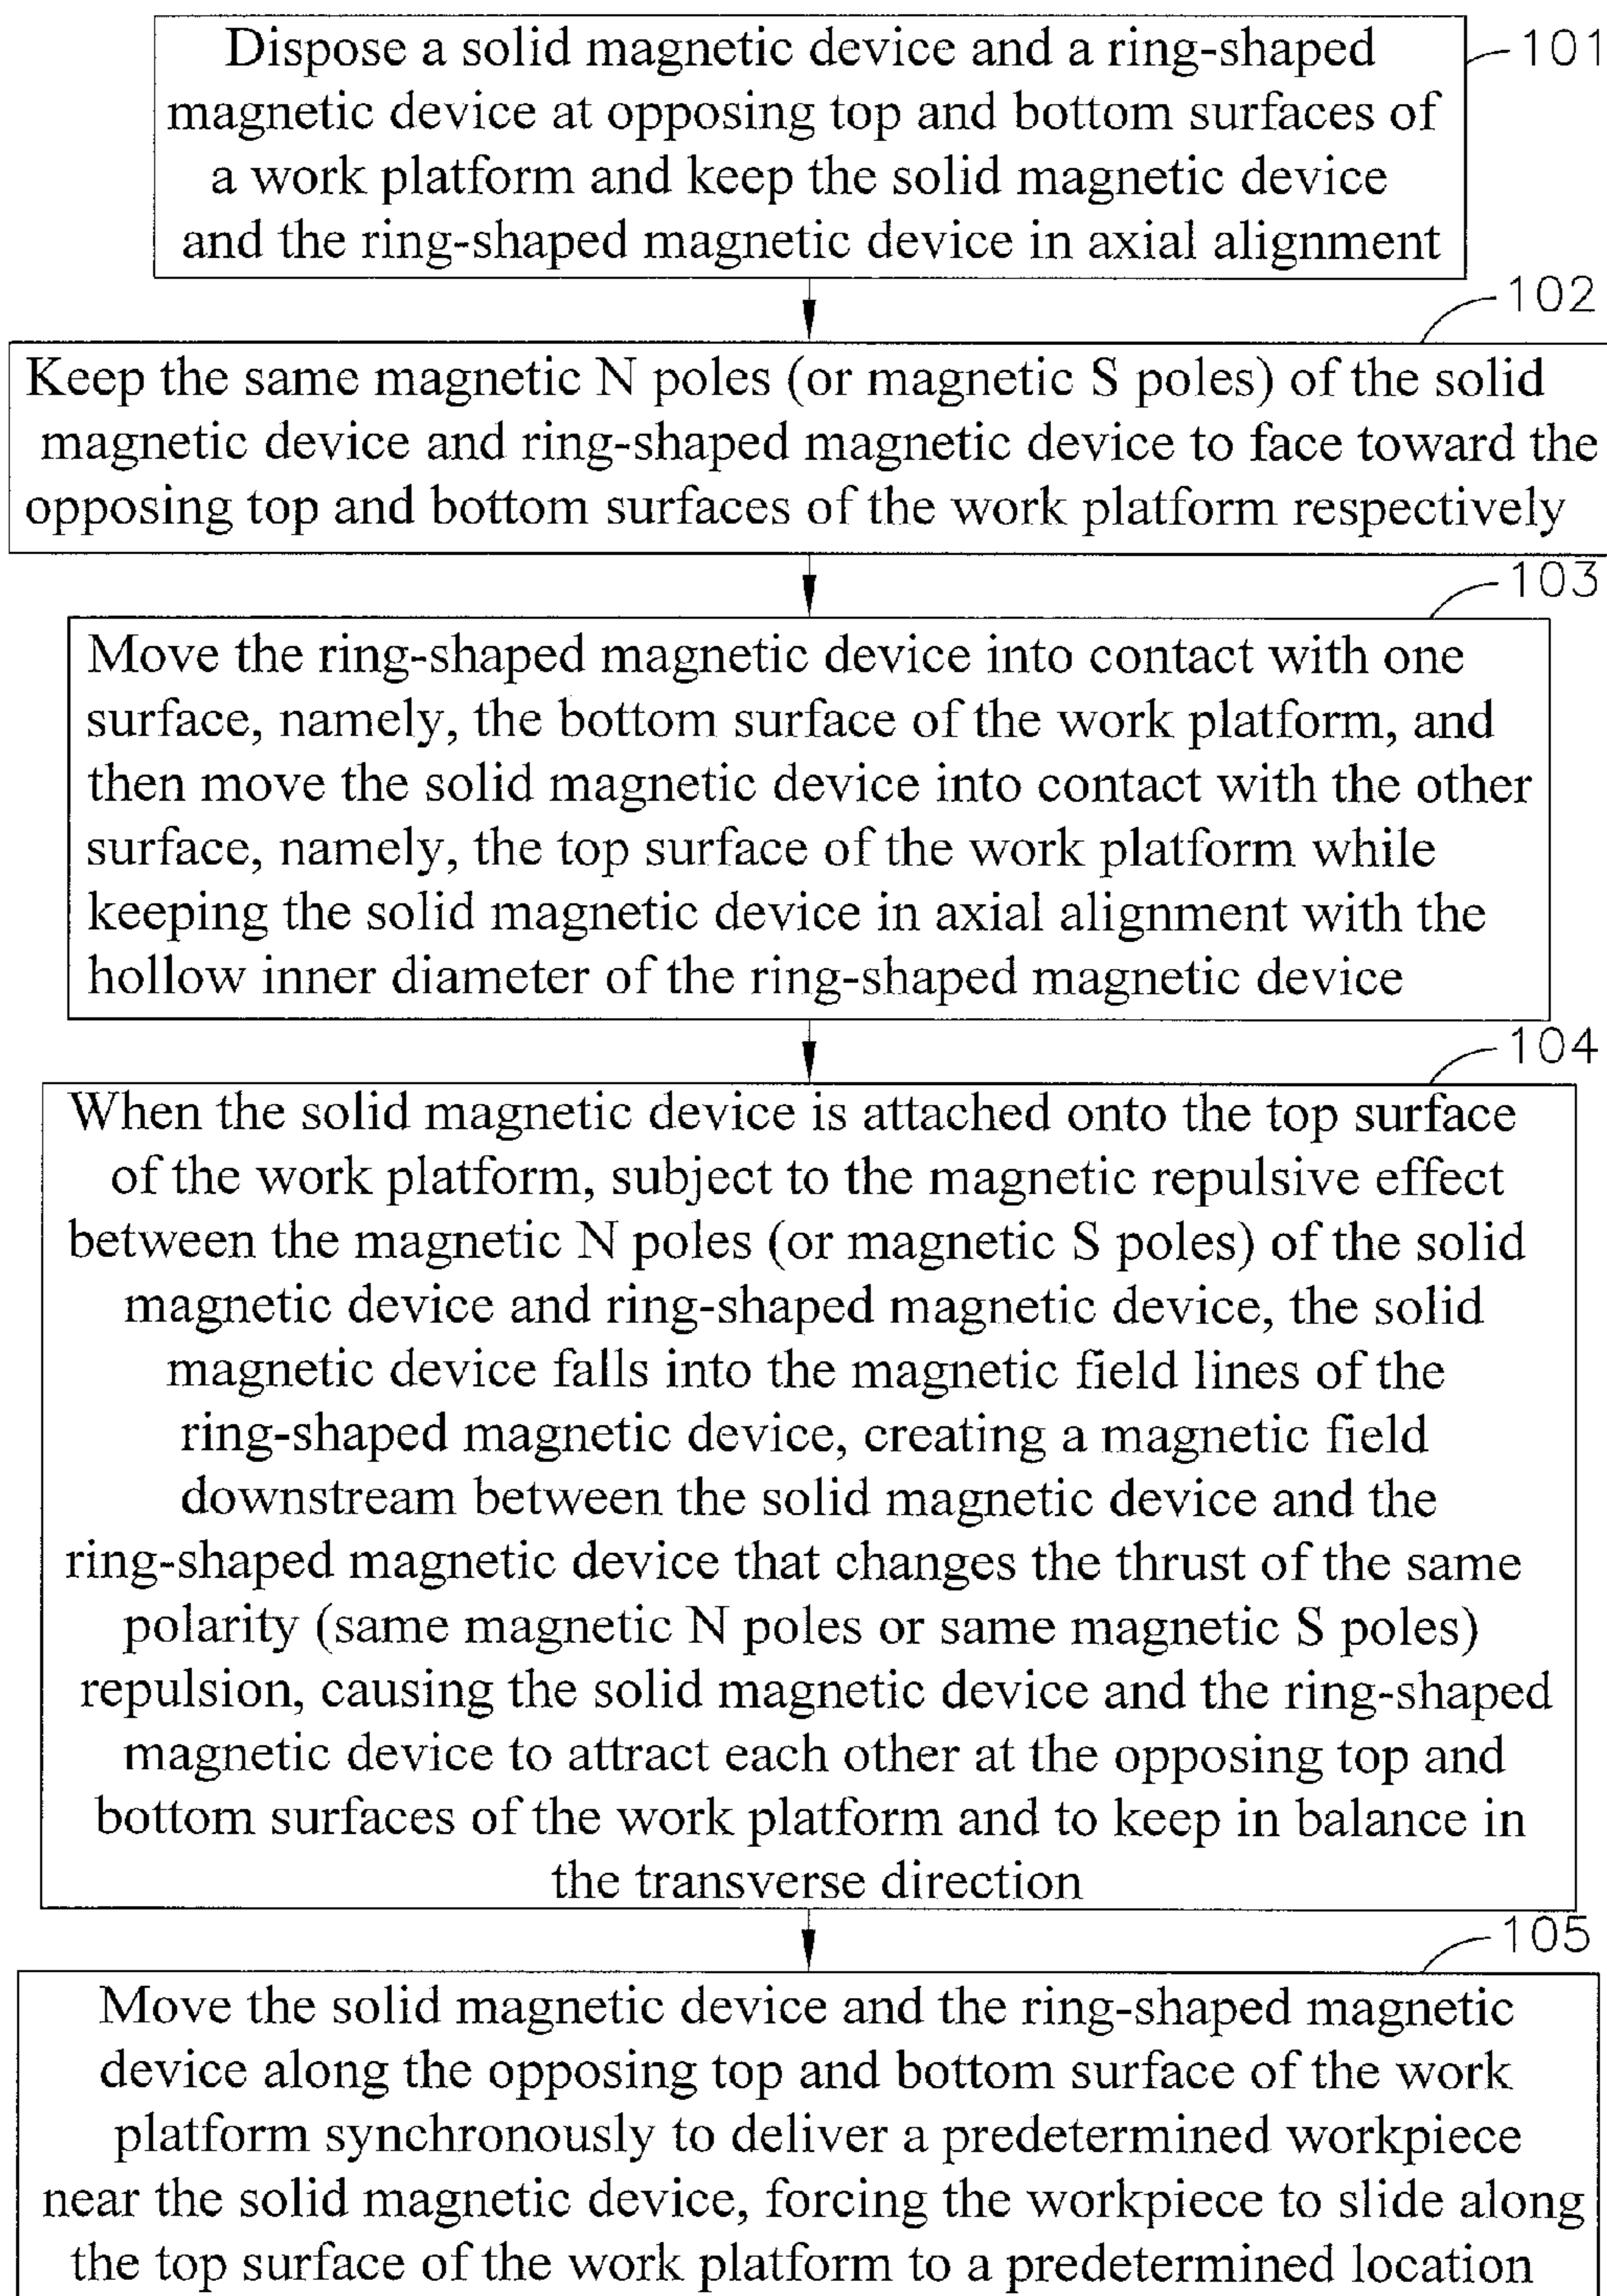 Dispose a solid magnetic device and a ring-shaped
101
magnetic device at opposing top and bottom surfaces of
a work platform and keep the solid magnetic device
and the ring-shaped magnetic device in axial alignment
102
Keep the same magnetic N poles (or magnetic S poles) of the solid
magnetic device and ring-shaped magnetic device to face toward the
opposing top and bottom surfaces of the work platform respectively
103
Move the ring-shaped magnetic device into contact with one
surface, namely, the bottom surface of the work platform, and
then move the solid magnetic device into contact with the other
surface, namely, the top surface of the work platform while
keeping the solid magnetic device in axial alignment with the
hollow inner diameter of the ring-shaped magnetic device
104
When the solid magnetic device is attached onto the top surface
of the work platform, subject to the magnetic repulsive effect
between the magnetic N poles (or magnetic S poles) of the solid
magnetic device and ring-shaped magnetic device, the solid
magnetic device falls into the magnetic field lines of the
ring-shaped magnetic device, creating a magnetic field
downstream between the solid magnetic device and the
ring-shaped magnetic device that changes the thrust of the same
polarity (same magnetic N poles or same magnetic S poles)
repulsion, causing the solid magnetic device and the ring-shaped
magnetic device to attract each other at the opposing top and
bottom surfaces of the work platform and to keep in balance in
the transverse direction
105
Move the solid magnetic device and the ring-shaped magnetic
device along the opposing top and bottom surface of the work
platform synchronously to deliver a predetermined workpiece
near the solid magnetic device, forcing the workpiece to slide along
the top surface of the work platform to a predetermined location